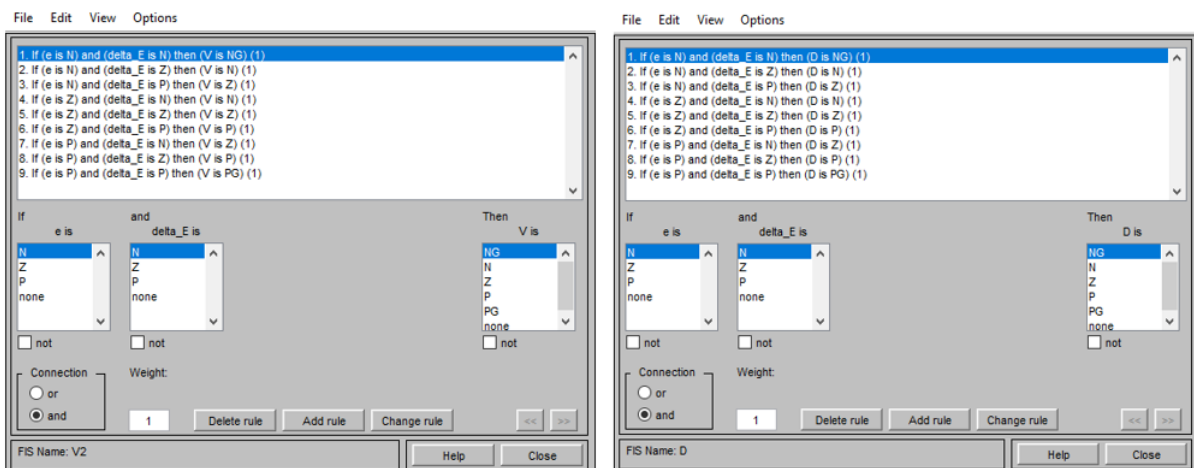 File Edit View Options
1. If (e is N) and (delta_E is N) then (V is NG) (1)
2. If (e is N) and (delta_E is Z) then (V is N) (1)
3. If (e is N) and (delta_E is P) then (V is Z) (1)
4. If (e is Z) and (delta_E is N) then (V is N) (1)
5. If (e is Z) and (delta_E is Z) then (V is Z) (1)
6. If (e is Z) and (delta_E is P) then (V is P) (1)
7. If (e is P) and (delta_E is N) then (V is Z) (1)
8. If (e is P) and (delta_E is Z) then (V is P) (1)
9. If (e is P) and (delta_E is P) then (V is PG) (1)
If and Then
e is delta_E is V is
N N NG
Z Z N
P P Z
none none P
PG
none
not not not
Connection Weight:
or
and 1 Delete rule Add rule Change rule << >>
FIS Name: V2 Help Close
File Edit View Options
1. If (e is N) and (delta_E is N) then (D is NG) (1)
2. If (e is N) and (delta_E is Z) then (D is N) (1)
3. If (e is N) and (delta_E is P) then (D is Z) (1)
4. If (e is Z) and (delta_E is N) then (D is N) (1)
5. If (e is Z) and (delta_E is Z) then (D is Z) (1)
6. If (e is Z) and (delta_E is P) then (D is P) (1)
7. If (e is P) and (delta_E is N) then (D is Z) (1)
8. If (e is P) and (delta_E is Z) then (D is P) (1)
9. If (e is P) and (delta_E is P) then (D is PG) (1)
If and Then
e is delta_E is D is
N N NG
Z Z N
P P Z
none none P
PG
none
not not not
Connection Weight:
or
and 1 Delete rule Add rule Change rule << >>
FIS Name: D Help Close